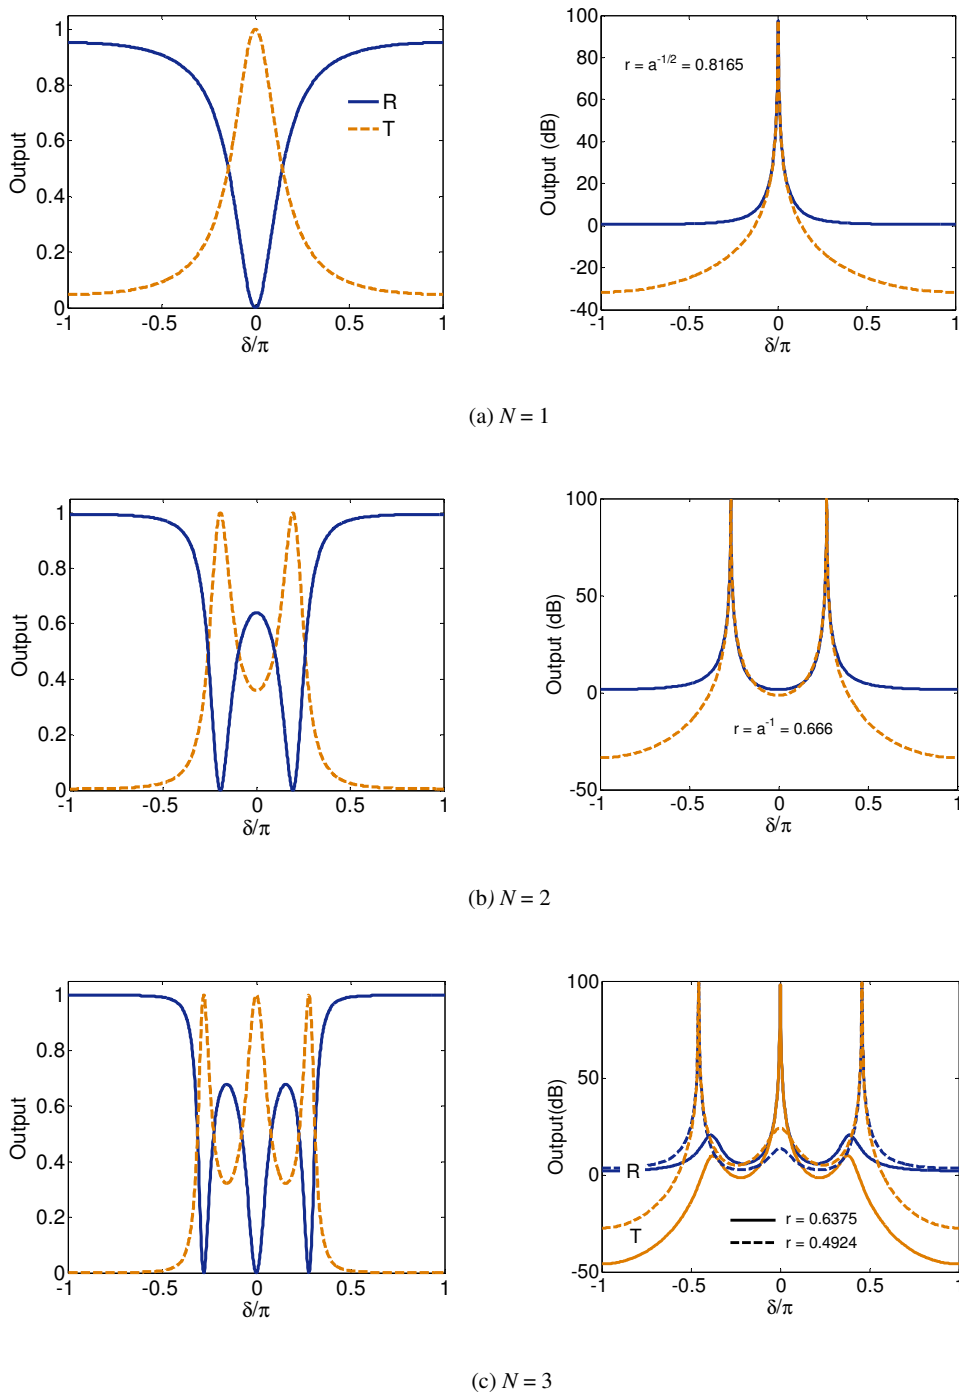 1
0.8
0.6
0.4
0.2
0
Output
R
T
-1 -0.5 0 0.5 1
δ/π
100
80
60
40
20
0
-20
-40
Output (dB)
r = a^-1/2 = 0.8165
-1 -0.5 0 0.5 1
δ/π
(a) N = 1
1
0.8
0.6
0.4
0.2
0
Output
-1 -0.5 0 0.5 1
δ/π
100
50
0
-50
Output (dB)
r = a^-1 = 0.666
-1 -0.5 0 0.5 1
δ/π
(b) N = 2
1
0.8
0.6
0.4
0.2
0
Output
-1 -0.5 0 0.5 1
δ/π
100
50
0
-50
Output(dB)
R
T
r = 0.6375
r = 0.4924
-1 -0.5 0 0.5 1
δ/π
(c) N = 3